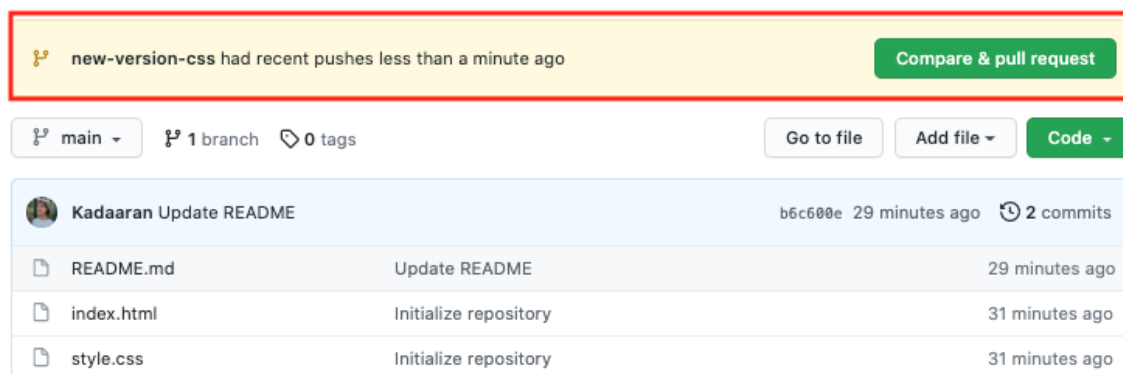 new-version-css had recent pushes less than a minute ago Compare & pull request
main 1 branch 0 tags Go to file Add file Code
Kadaaran Update README b6c600e 29 minutes ago 2 commits
README.md Update README 29 minutes ago
index.html Initialize repository 31 minutes ago
style.css Initialize repository 31 minutes ago